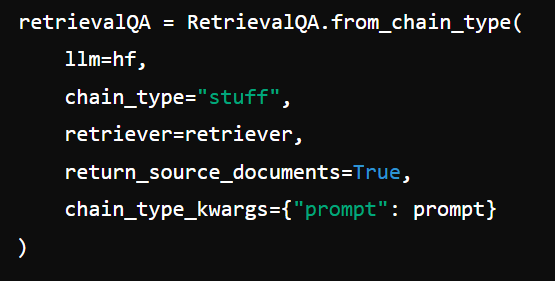 retrievalQA = RetrievalQA.from_chain_type(
    llm=hf,
    chain_type="stuff",
    retriever=retriever,
    return_source_documents=True,
    chain_type_kwargs={"prompt": prompt}
)